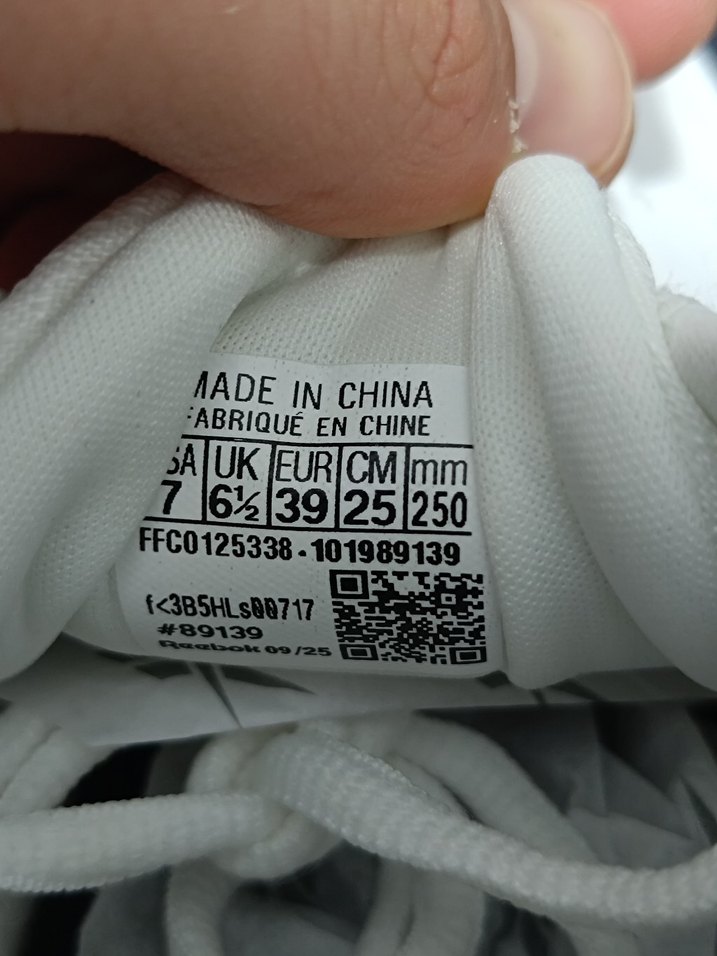 MADE IN CHINA
FABRIQUÉ EN CHINE
USA UK EUR CM mm
7 6½ 39 25 250
FFC0125338-101989139
f<3B5HLs00717
#89139
Reebok 09/25